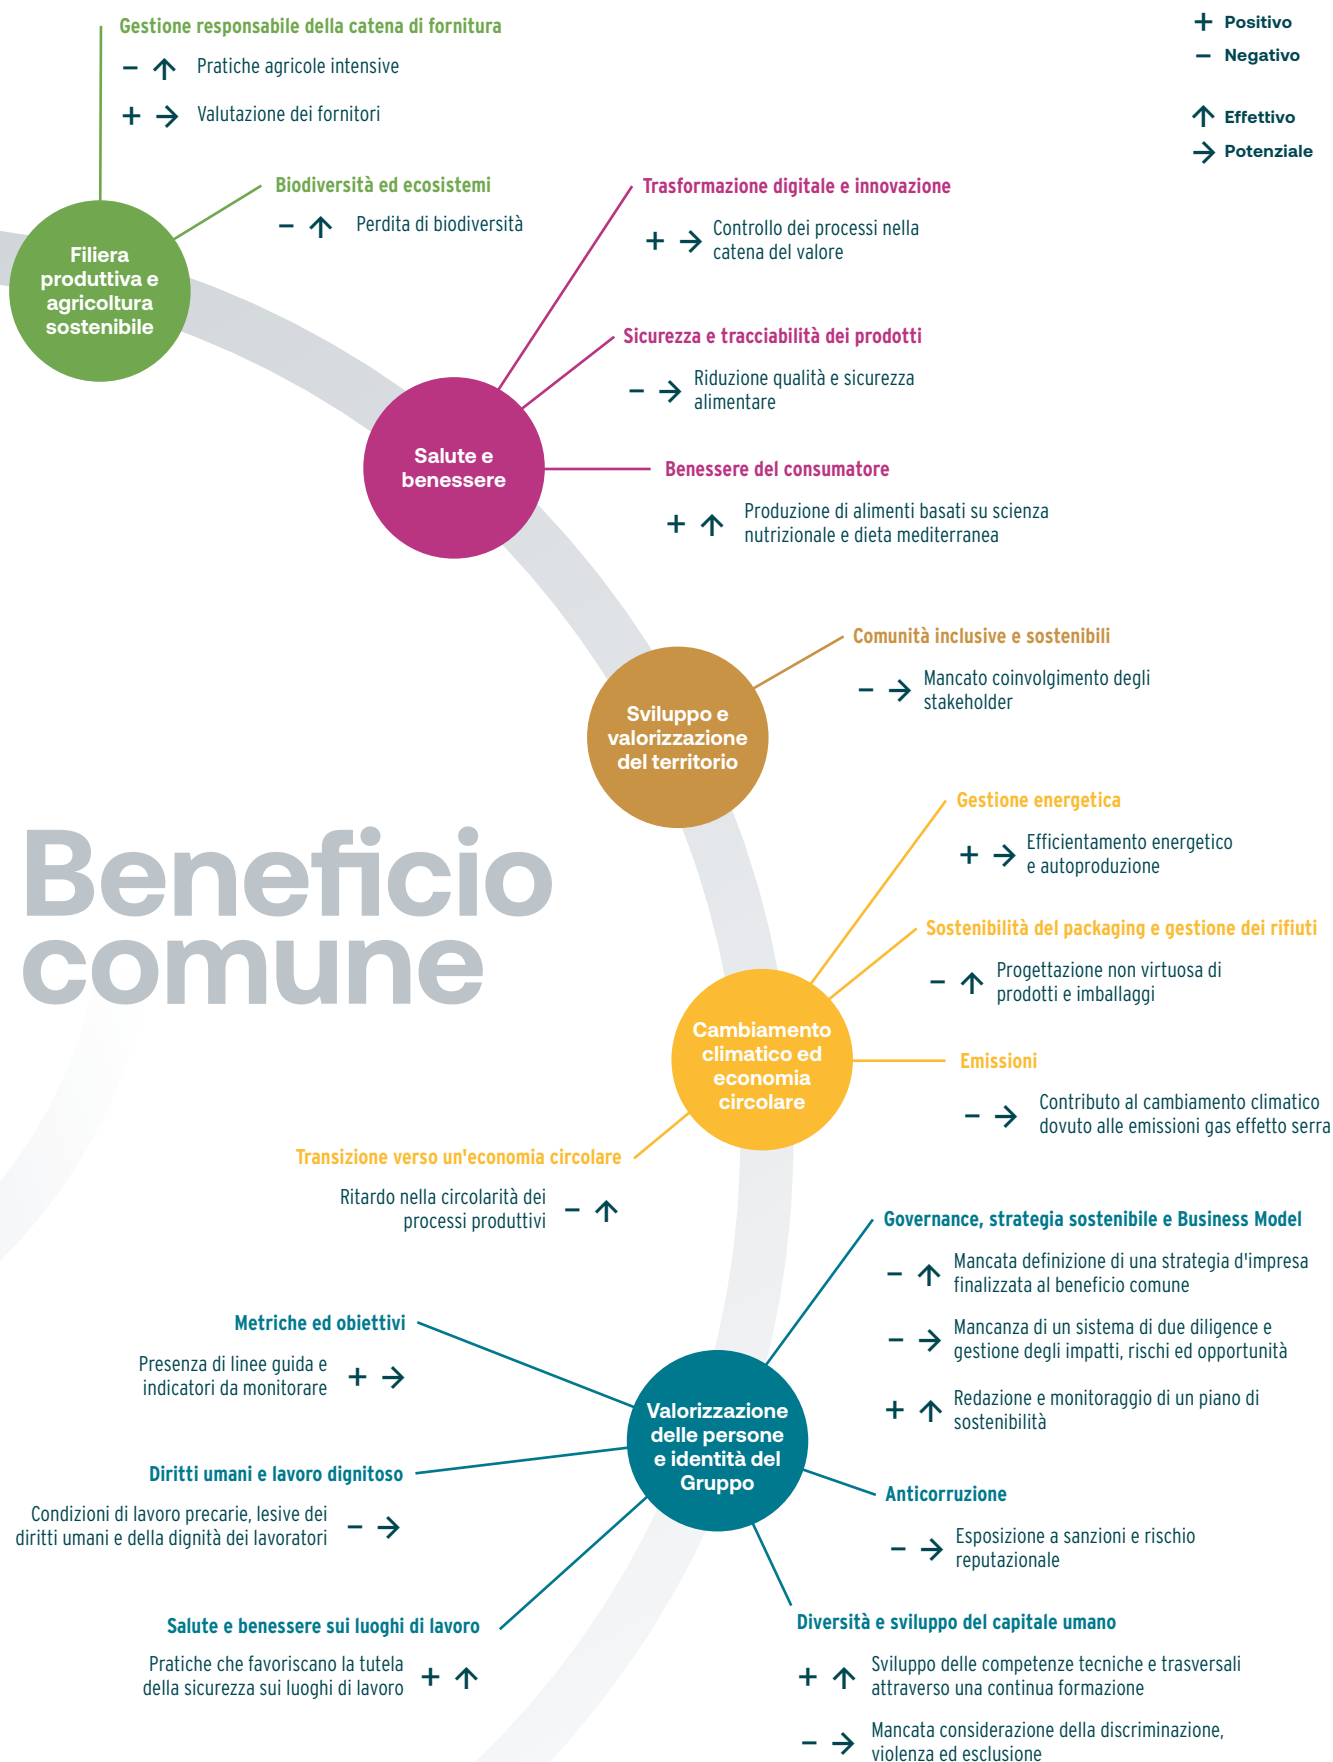 Gestione responsabile della catena di fornitura
− ↑ Pratiche agricole intensive
+ → Valutazione dei fornitori
+ Positivo
− Negativo
↑ Effettivo
→ Potenziale
Filiera
produttiva e
agricoltura
sostenibile
Biodiversità ed ecosistemi
− ↑ Perdita di biodiversità
Salute e
benessere
Trasformazione digitale e innovazione
+ → Controllo dei processi nella
catena del valore
Sicurezza e tracciabilità dei prodotti
− → Riduzione qualità e sicurezza
alimentare
Benessere del consumatore
+ ↑ Produzione di alimenti basati su scienza
nutrizionale e dieta mediterranea
Sviluppo e
valorizzazione
del territorio
Comunità inclusive e sostenibili
− → Mancato coinvolgimento degli
stakeholder
Beneficio
comune
Cambiamento
climatico ed
economia
circolare
Gestione energetica
+ → Efficientamento energetico
e autoproduzione
Sostenibilità del packaging e gestione dei rifiuti
− ↑ Progettazione non virtuosa di
prodotti e imballaggi
Emissioni
− → Contributo al cambiamento climatico
dovuto alle emissioni gas effetto serra
Transizione verso un'economia circolare
Ritardo nella circolarità dei
processi produttivi − ↑
Valorizzazione
delle persone
e identità del
Gruppo
Governance, strategia sostenibile e Business Model
− ↑ Mancata definizione di una strategia d'impresa
finalizzata al beneficio comune
− → Mancanza di un sistema di due diligence e
gestione degli impatti, rischi ed opportunità
+ ↑ Redazione e monitoraggio di un piano di
sostenibilità
Anticorruzione
− → Esposizione a sanzioni e rischio
reputazionale
Diversità e sviluppo del capitale umano
+ ↑ Sviluppo delle competenze tecniche e trasversali
attraverso una continua formazione
− → Mancata considerazione della discriminazione,
violenza ed esclusione
Metriche ed obiettivi
Presenza di linee guida e
indicatori da monitorare + →
Diritti umani e lavoro dignitoso
Condizioni di lavoro precarie, lesive dei
diritti umani e della dignità dei lavoratori − →
Salute e benessere sui luoghi di lavoro
Pratiche che favoriscano la tutela
della sicurezza sui luoghi di lavoro + ↑